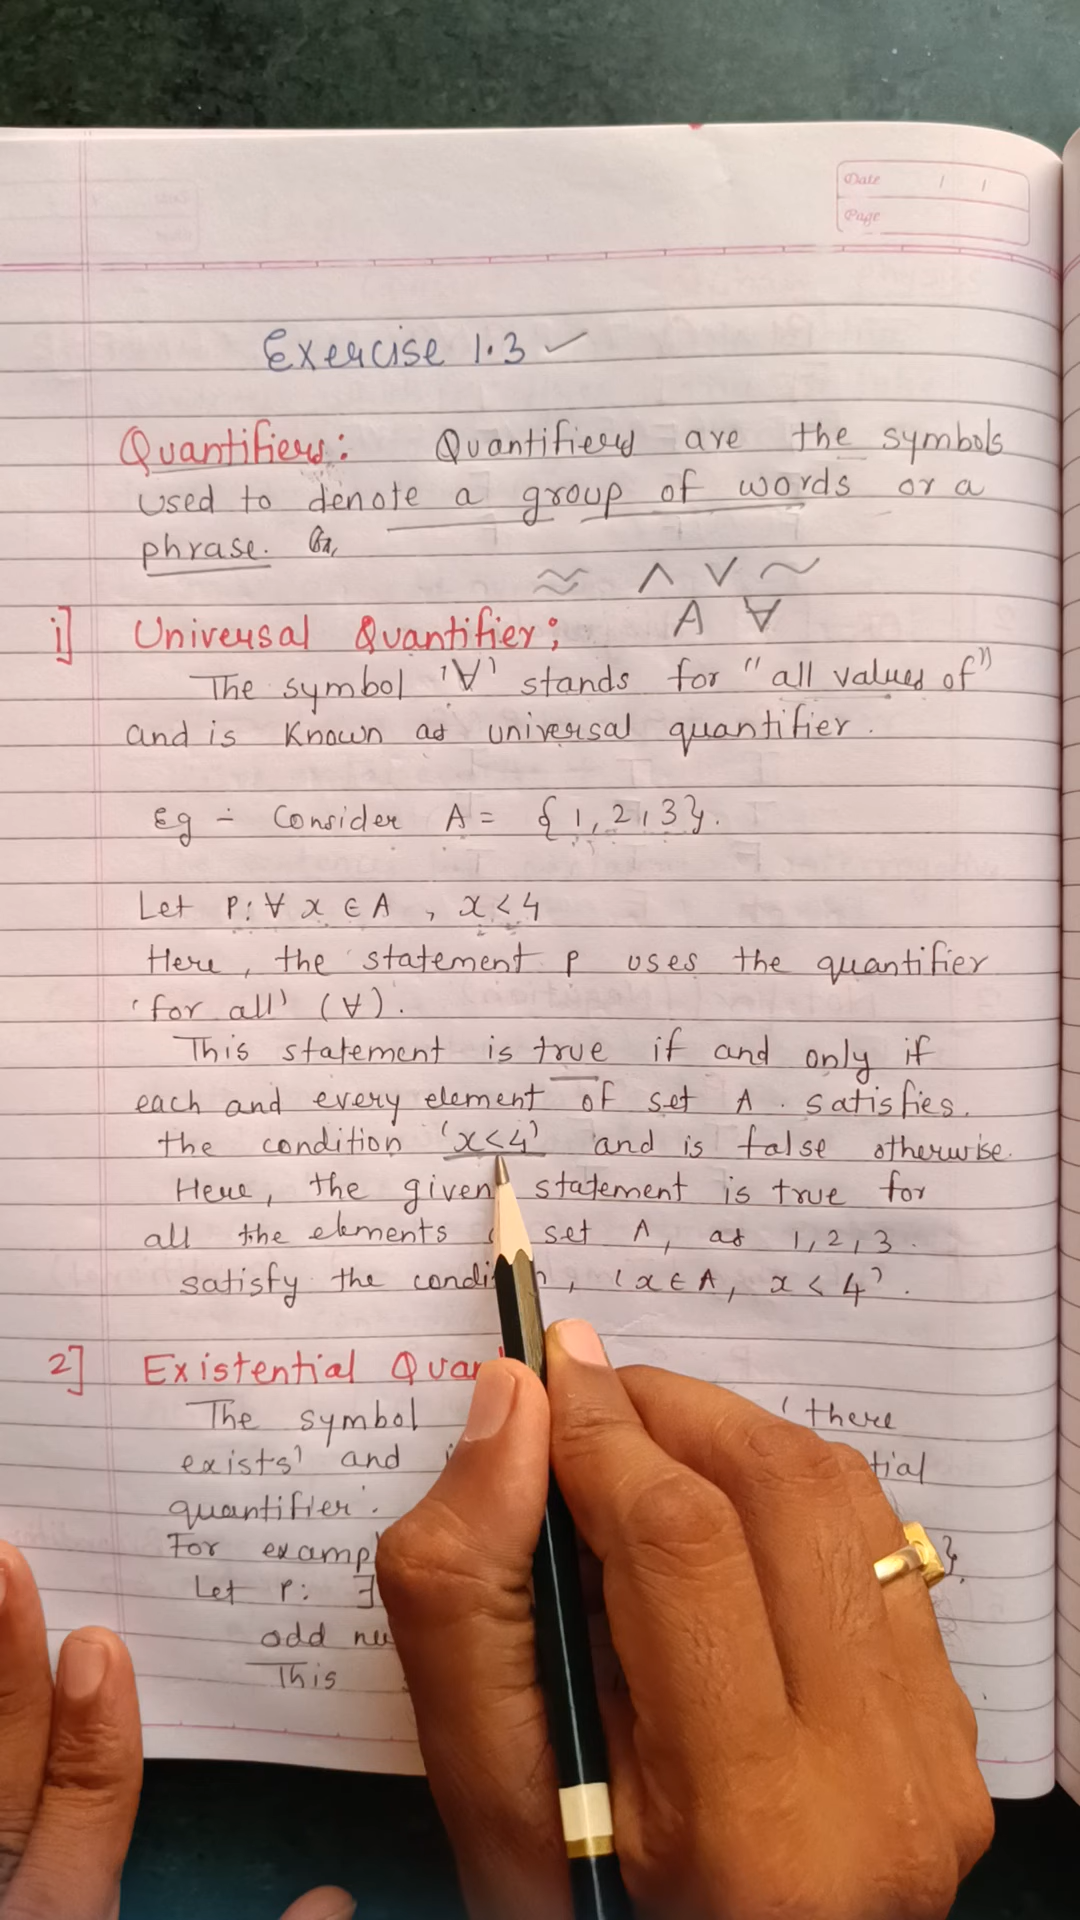 Date / /
Page
Exercise 1.3
Quantifiers: Quantifiers are the symbols
used to denote a group of words or a
phrase.
≈ ∧ ∨ ~
A ∀
i] Universal Quantifier;
The symbol '∀' stands for "all values of"
and is known as universal quantifier.
Eg ÷ Consider A = {1, 2, 3}.
Let P: ∀ x ∈ A , x < 4
Here, the statement P uses the quantifier
'for all' (∀).
This statement is true if and only if
each and every element of set A . satisfies.
the condition 'x<4' and is false otherwise.
Here, the given statement is true for
all the elements set A, as 1, 2, 3.
satisfy the condi n, 'x ∈ A, x < 4'.
2] Existential Quan
The symbol 'there
exists' and tial
quantifier.
For exampl }.
Let P: ∃
odd nu
This